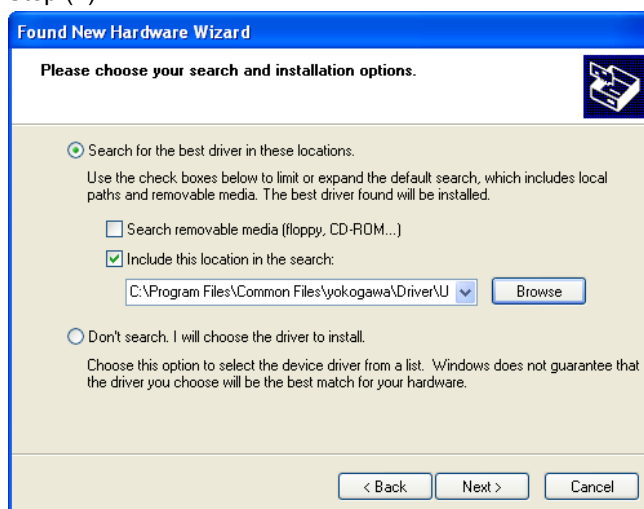 Found New Hardware Wizard
Please choose your search and installation options.
Search for the best driver in these locations.
Use the check boxes below to limit or expand the default search, which includes local
paths and removable media. The best driver found will be installed.
Search removable media (floppy, CD-ROM...)
Include this location in the search:
C:\Program Files\Common Files\yokogawa\Driver\U
Browse
Don't search. I will choose the driver to install.
Choose this option to select the device driver from a list. Windows does not guarantee that
the driver you choose will be the best match for your hardware.
< Back
Next >
Cancel